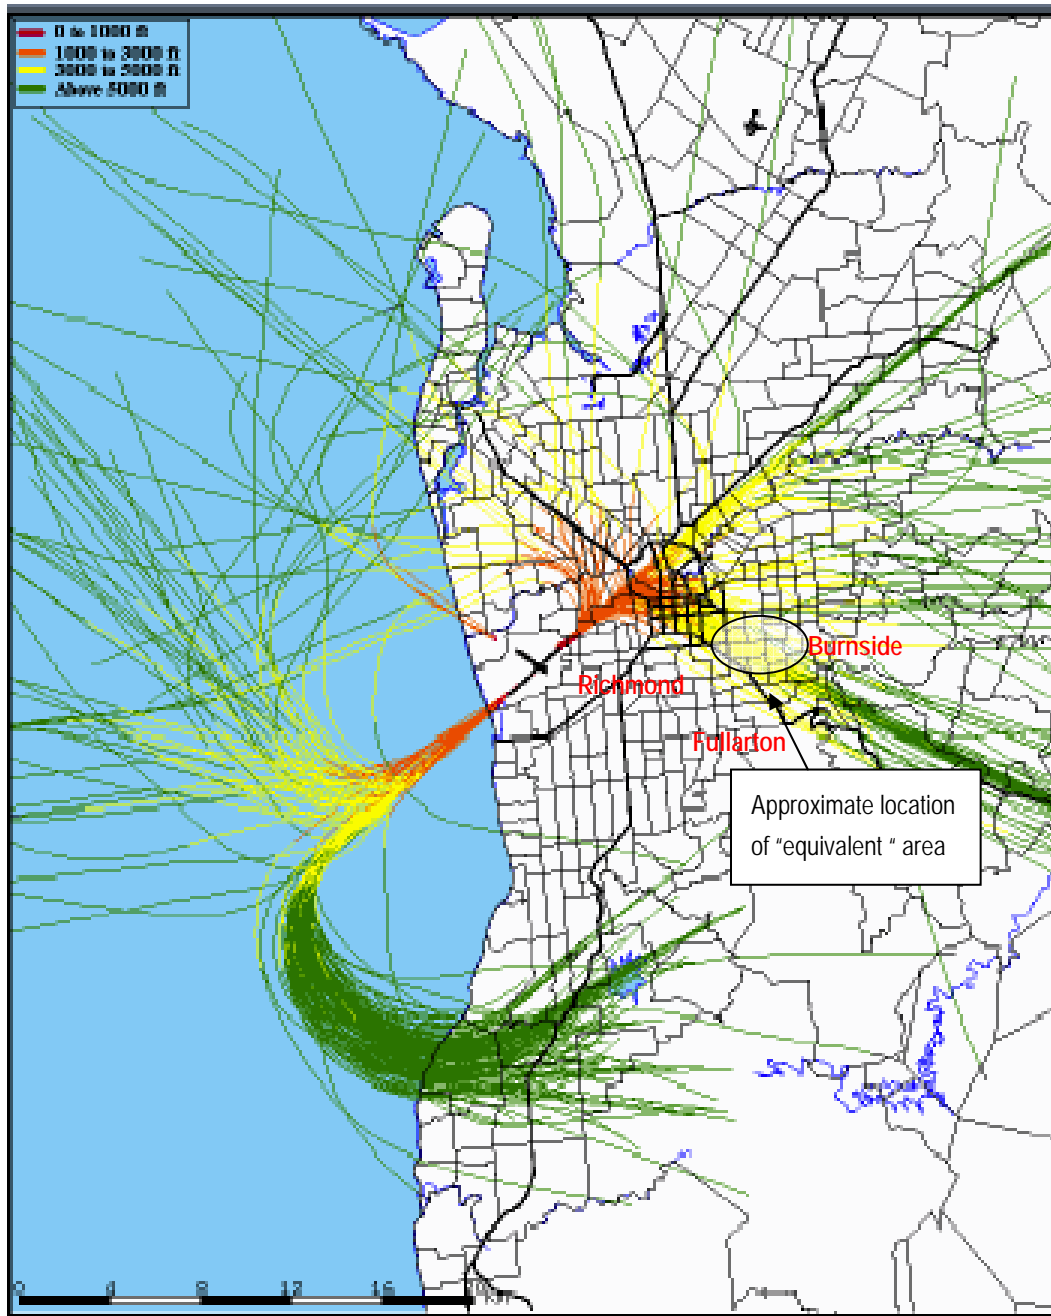 0 to 1000 ft
1000 to 3000 ft
3000 to 5000 ft
Above 5000 ft
Burnside
Richmond
Fullarton
Approximate location
of "equivalent " area
0 4 8 12 16